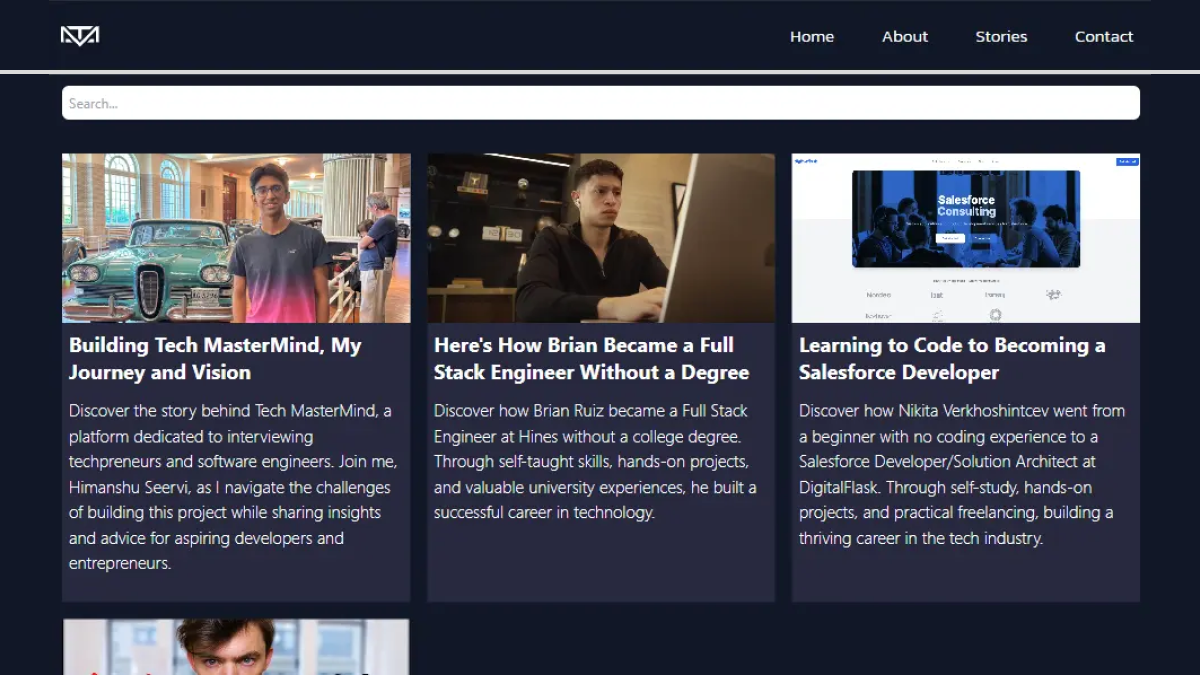 Home About Stories Contact
Search...
Salesforce
Consulting
Building Tech MasterMind, My
Journey and Vision
Discover the story behind Tech MasterMind, a
platform dedicated to interviewing
techpreneurs and software engineers. Join me,
Himanshu Seervi, as I navigate the challenges
of building this project while sharing insights
and advice for aspiring developers and
entrepreneurs.
Here's How Brian Became a Full
Stack Engineer Without a Degree
Discover how Brian Ruiz became a Full Stack
Engineer at Hines without a college degree.
Through self-taught skills, hands-on projects,
and valuable university experiences, he built a
successful career in technology.
Learning to Code to Becoming a
Salesforce Developer
Discover how Nikita Verkhoshintcev went from
a beginner with no coding experience to a
Salesforce Developer/Solution Architect at
DigitalFlask. Through self-study, hands-on
projects, and practical freelancing, building a
thriving career in the tech industry.